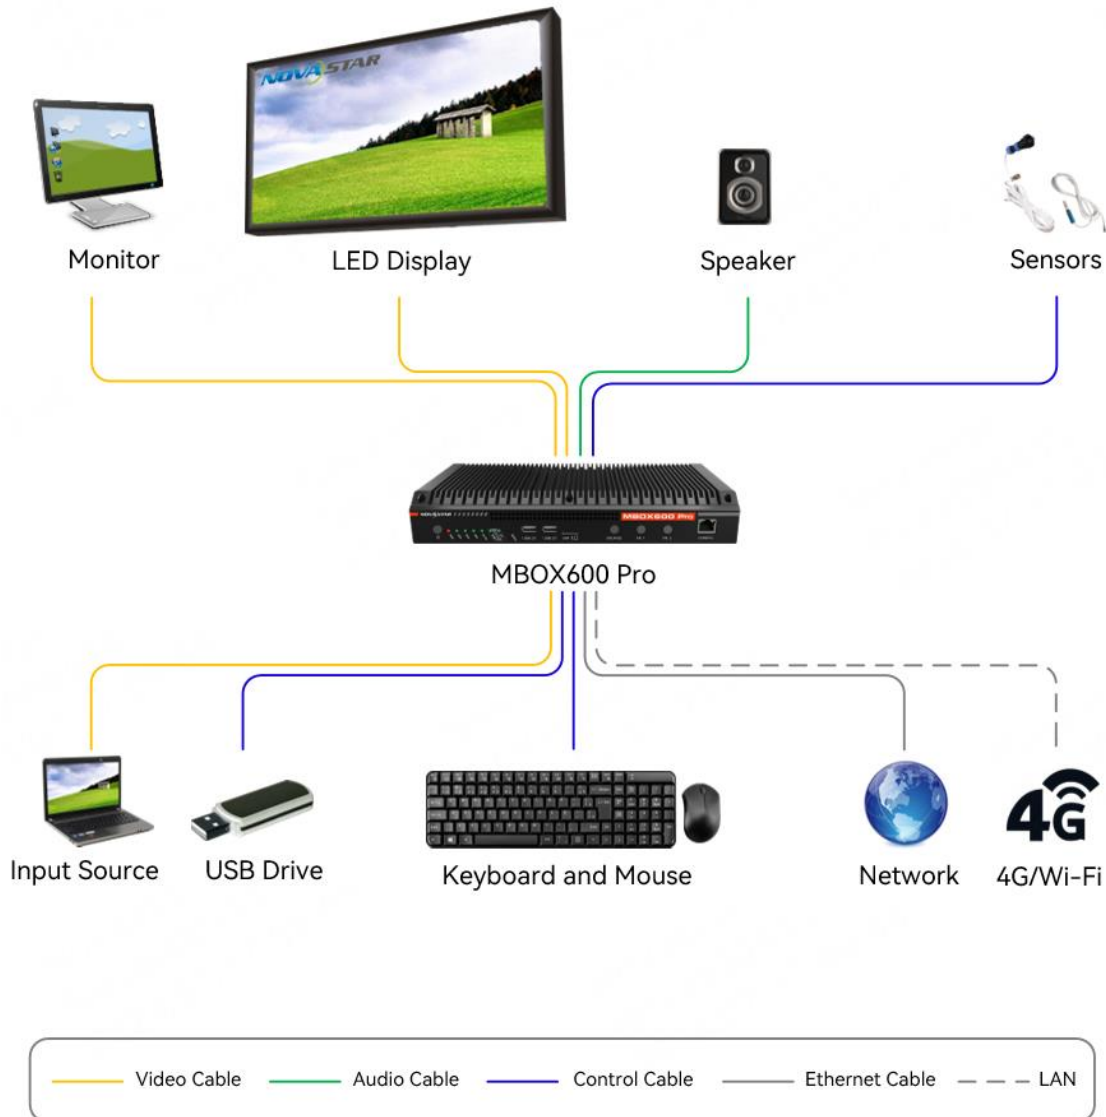 NOVASTAR
Monitor
LED Display
Speaker
Sensors
NOVASTAR
MBOX600 Pro
MBOX600 Pro
4G
Input Source
USB Drive
Keyboard and Mouse
Network
4G/Wi-Fi
Video Cable
Audio Cable
Control Cable
Ethernet Cable
LAN